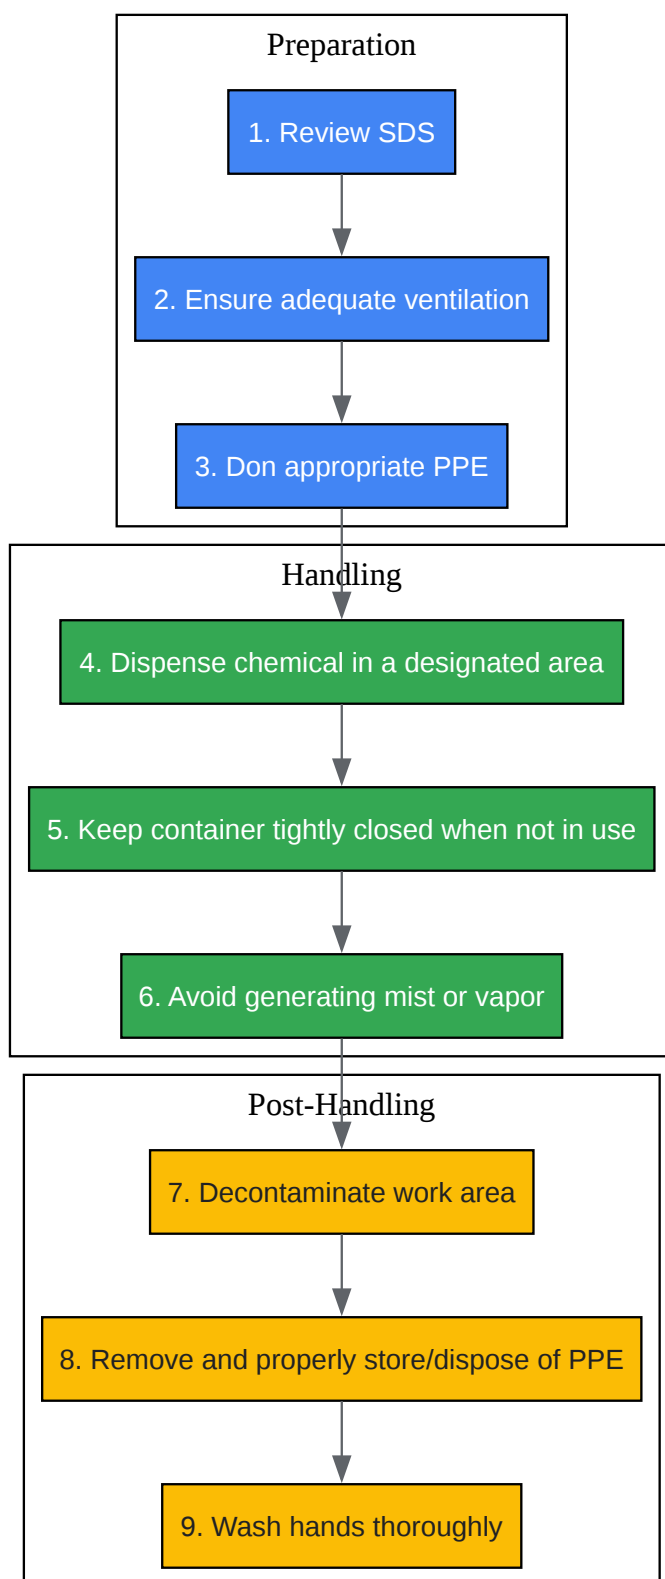 Preparation
1. Review SDS
2. Ensure adequate ventilation
3. Don appropriate PPE
Handling
4. Dispense chemical in a designated area
5. Keep container tightly closed when not in use
6. Avoid generating mist or vapor
Post-Handling
7. Decontaminate work area
8. Remove and properly store/dispose of PPE
9. Wash hands thoroughly